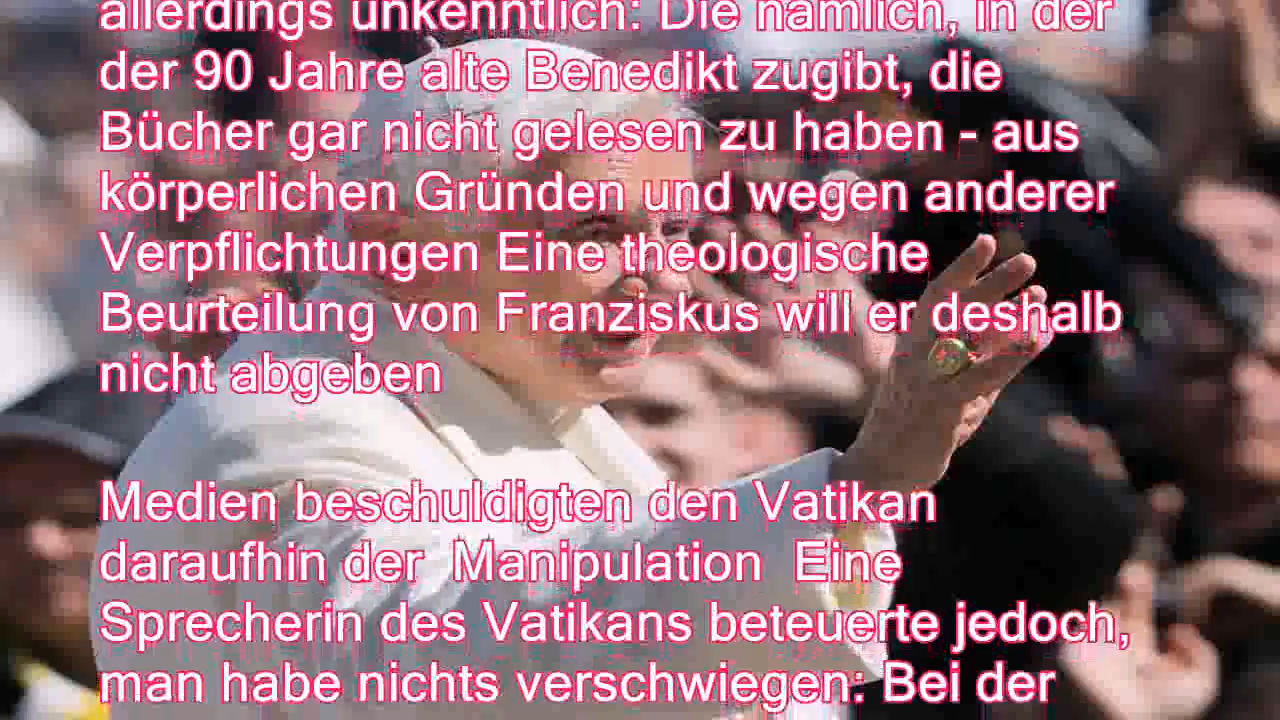 allerdings unkenntlich: Die nämlich, in der
der 90 Jahre alte Benedikt zugibt, die
Bücher gar nicht gelesen zu haben - aus
körperlichen Gründen und wegen anderer
Verpflichtungen Eine theologische
Beurteilung von Franziskus will er deshalb
nicht abgeben
Medien beschuldigten den Vatikan
daraufhin der  Manipulation  Eine
Sprecherin des Vatikans beteuerte jedoch,
man habe nichts verschwiegen: Bei der